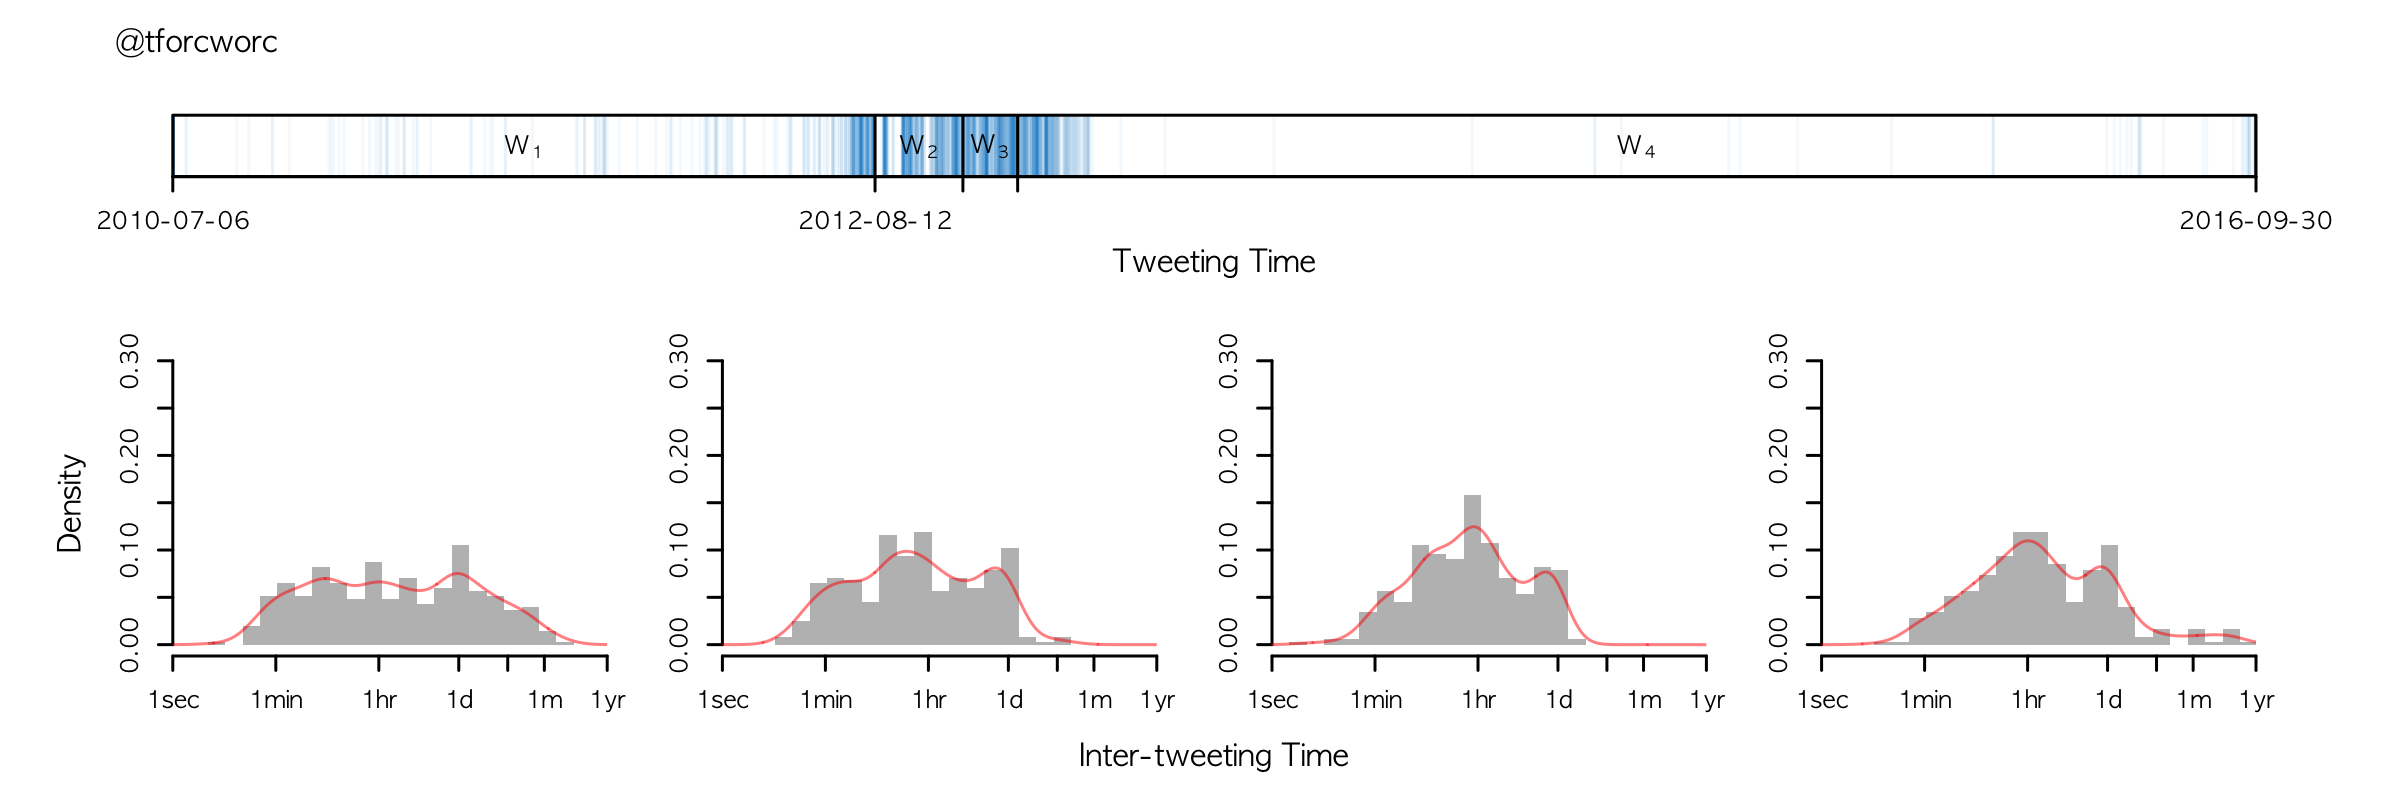 @tforcworc
W1 W2 W3 W4
2010-07-06 2012-08-12 2016-09-30
Tweeting Time
Density
0.30 0.30 0.30 0.30
0.20 0.20 0.20 0.20
0.10 0.10 0.10 0.10
0.00 0.00 0.00 0.00
1sec 1min 1hr 1d 1m 1yr 1sec 1min 1hr 1d 1m 1yr 1sec 1min 1hr 1d 1m 1yr 1sec 1min 1hr 1d 1m 1yr
Inter-tweeting Time